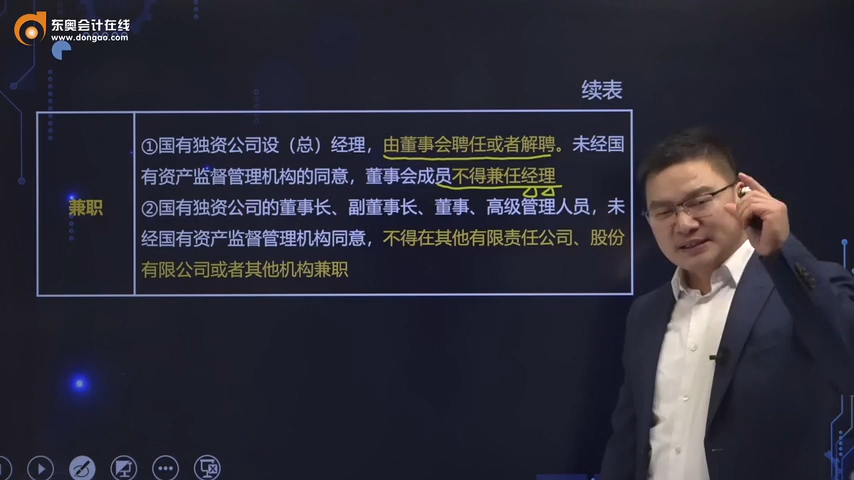 东奥会计在线
www.dongao.com
续表
①国有独资公司设（总）经理，由董事会聘任或者解聘。未经国
有资产监督管理机构的同意，董事会成员不得兼任经理
兼职
②国有独资公司的董事长、副董事长、董事、高级管理人员，未
经国有资产监督管理机构同意，不得在其他有限责任公司、股份
有限公司或者其他机构兼职